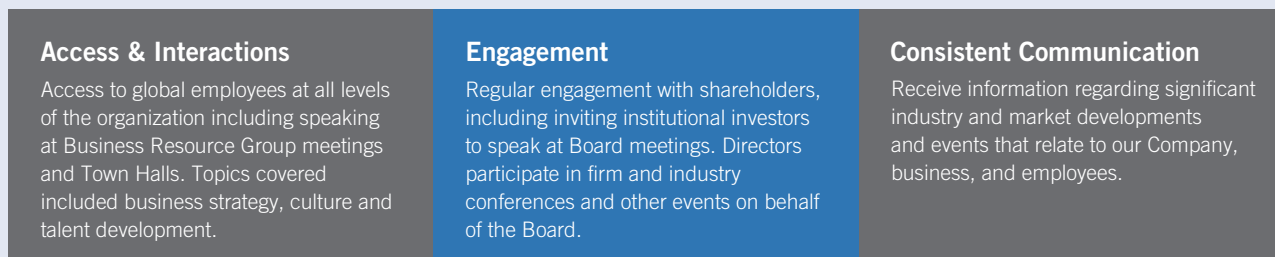 Access & Interactions
Access to global employees at all levels
of the organization including speaking
at Business Resource Group meetings
and Town Halls. Topics covered
included business strategy, culture and
talent development.
Engagement
Regular engagement with shareholders,
including inviting institutional investors
to speak at Board meetings. Directors
participate in firm and industry
conferences and other events on behalf
of the Board.
Consistent Communication
Receive information regarding significant
industry and market developments
and events that relate to our Company,
business, and employees.